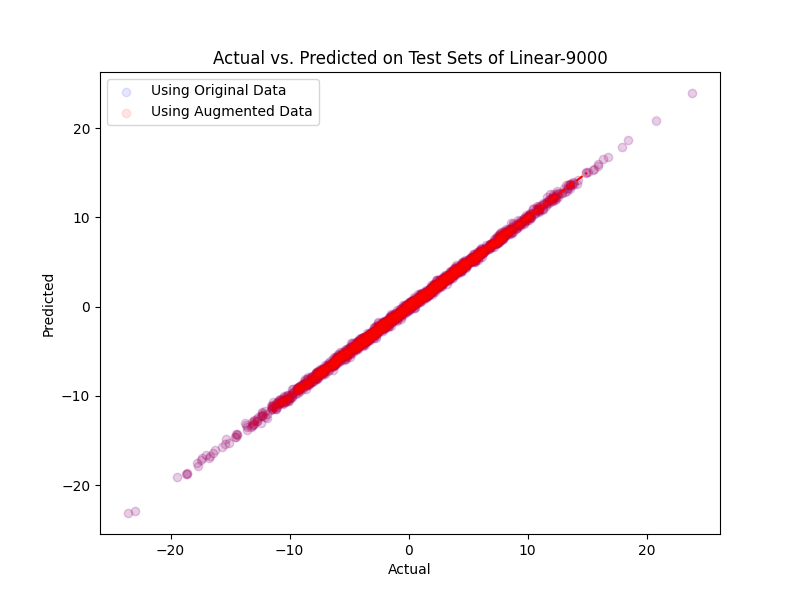 Actual vs. Predicted on Test Sets of Linear-9000
Using Original Data
Using Augmented Data
Predicted
20
10
0
−10
−20
−20
−10
0
10
20
Actual